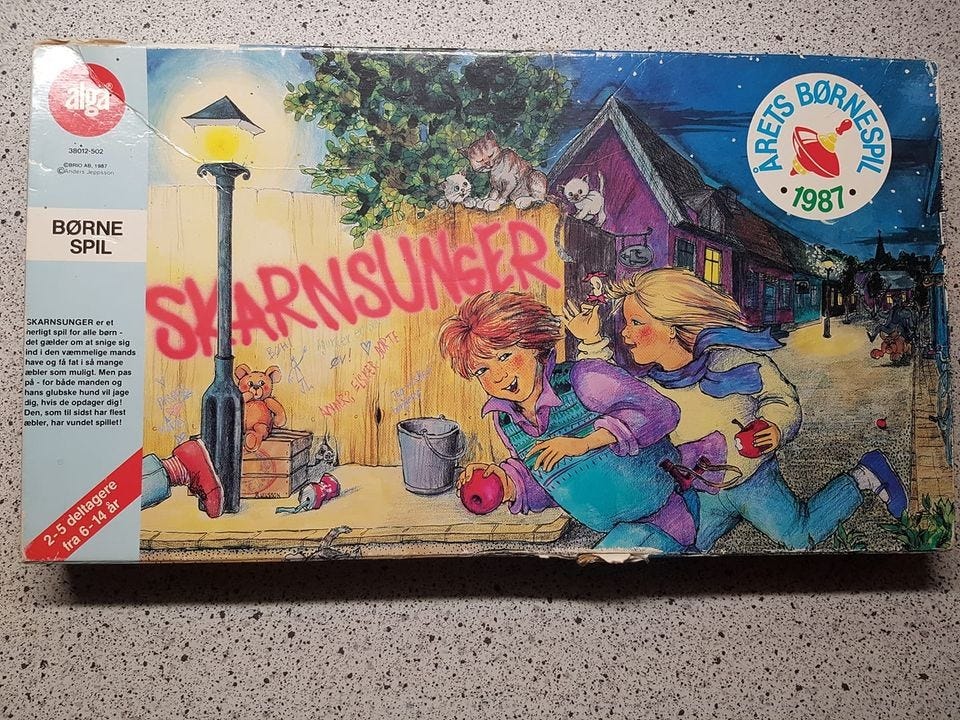 alga
38012-502
©BRIO AB, 1987
©Anders Jeppsson
BØRNE
SPIL
SKARNSUNGER er et
herligt spil for alle børn -
det gælder om at snige sig
ind i den væmmelige mands
have og få fat i så mange
æbler som muligt. Men pas
på - for både manden og
hans glubske hund vil jage
dig, hvis de opdager dig!
Den, som til sidst har flest
æbler, har vundet spillet!
2-5 deltagere
fra 6-14 år
SKARNSUNGER
ÅRETS BØRNESPIL
• 1987 •
ELSKER